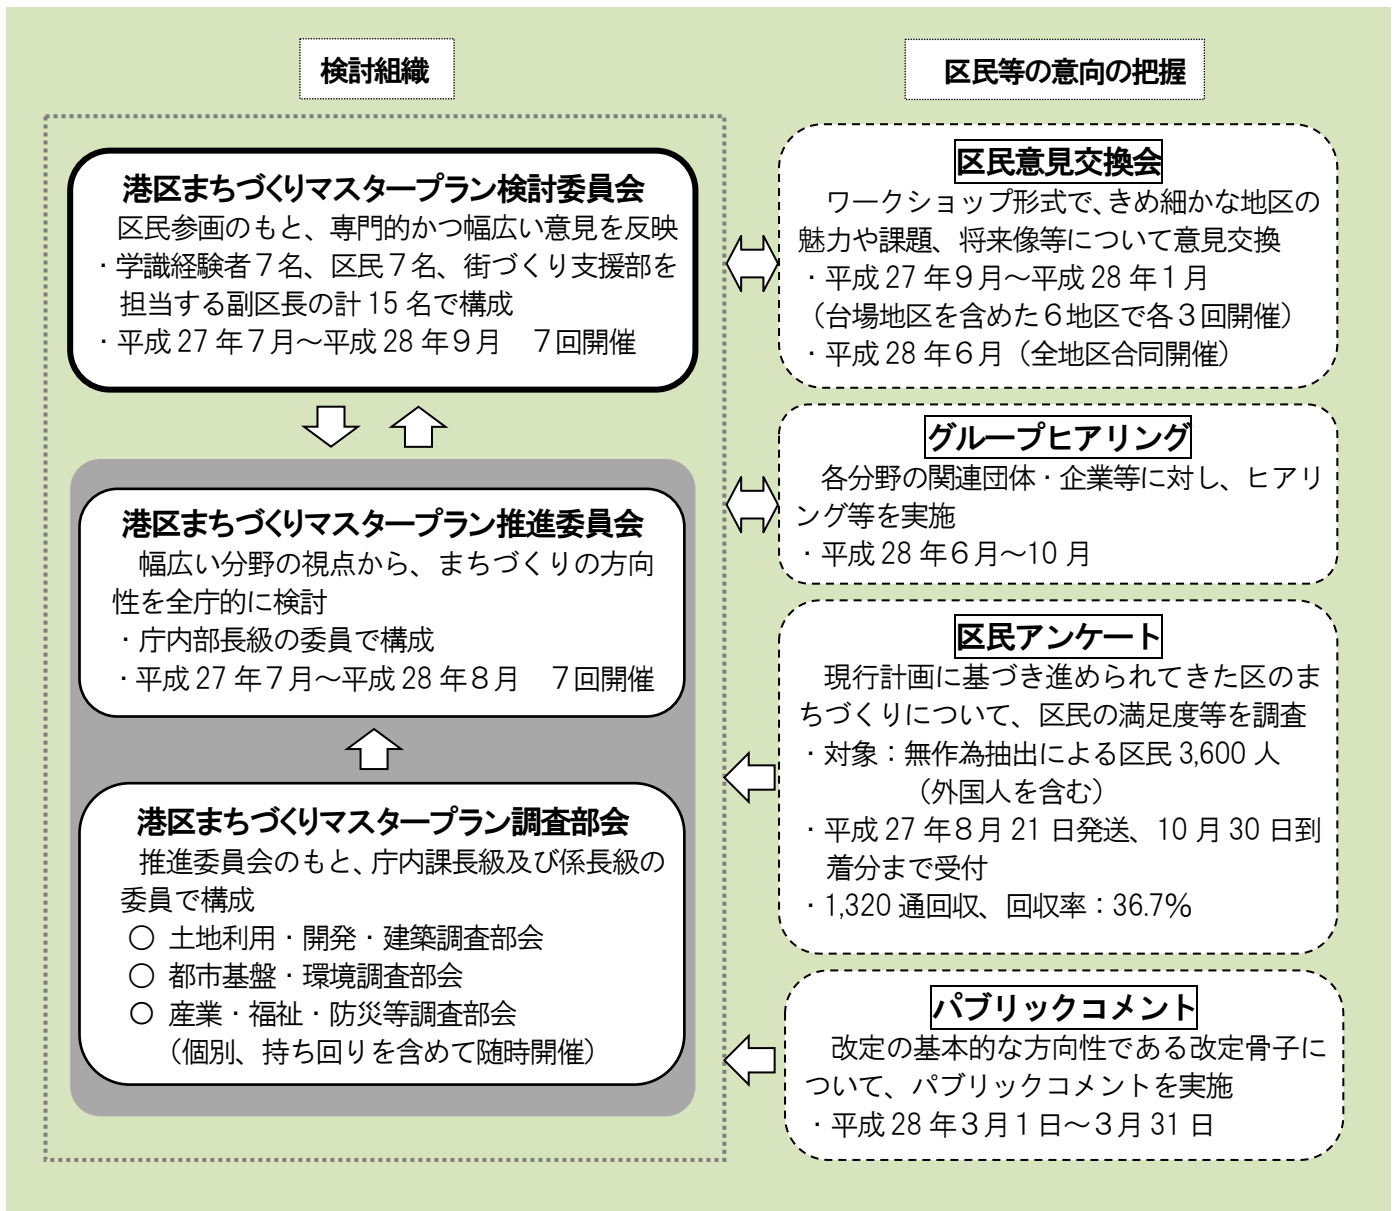 検討組織
港区まちづくりマスタープラン検討委員会
区民参画のもと、専門的かつ幅広い意見を反映
・学識経験者７名、区民７名、街づくり支援部を
担当する副区長の計15名で構成
・平成27年７月～平成28年９月　７回開催
港区まちづくりマスタープラン推進委員会
幅広い分野の視点から、まちづくりの方向
性を全庁的に検討
・庁内部長級の委員で構成
・平成27年７月～平成28年８月　７回開催
港区まちづくりマスタープラン調査部会
推進委員会のもと、庁内課長級及び係長級の
委員で構成
○ 土地利用・開発・建築調査部会
○ 都市基盤・環境調査部会
○ 産業・福祉・防災等調査部会
（個別、持ち回りを含めて随時開催）
区民等の意向の把握
区民意見交換会
ワークショップ形式で、きめ細かな地区の
魅力や課題、将来像等について意見交換
・平成27年９月～平成28年１月
（台場地区を含めた６地区で各３回開催）
・平成28年６月（全地区合同開催）
グループヒアリング
各分野の関連団体・企業等に対し、ヒアリ
ング等を実施
・平成28年６月～10月
区民アンケート
現行計画に基づき進められてきた区のま
ちづくりについて、区民の満足度等を調査
・対象：無作為抽出による区民3,600人
（外国人を含む）
・平成27年８月21日発送、10月30日到
着分まで受付
・1,320通回収、回収率：36.7％
パブリックコメント
改定の基本的な方向性である改定骨子に
ついて、パブリックコメントを実施
・平成28年３月１日～３月31日